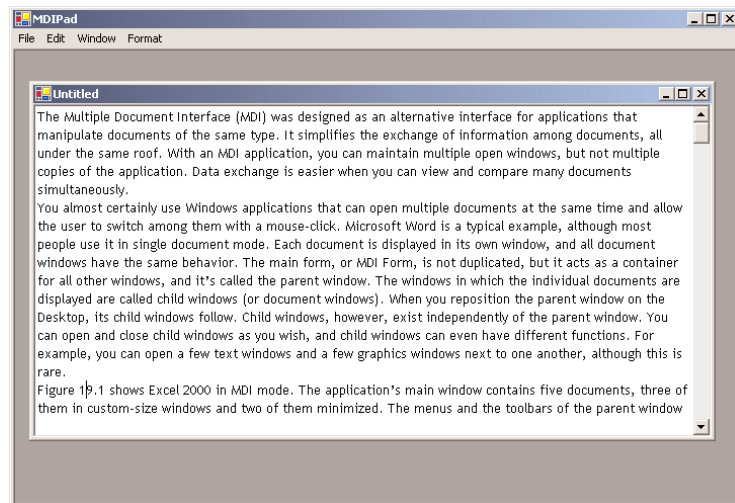 MDIPad
File Edit Window Format
Untitled
The Multiple Document Interface (MDI) was designed as an alternative interface for applications that
manipulate documents of the same type. It simplifies the exchange of information among documents, all
under the same roof. With an MDI application, you can maintain multiple open windows, but not multiple
copies of the application. Data exchange is easier when you can view and compare many documents
simultaneously.
You almost certainly use Windows applications that can open multiple documents at the same time and allow
the user to switch among them with a mouse-click. Microsoft Word is a typical example, although most
people use it in single document mode. Each document is displayed in its own window, and all document
windows have the same behavior. The main form, or MDI Form, is not duplicated, but it acts as a container
for all other windows, and it's called the parent window. The windows in which the individual documents are
displayed are called child windows (or document windows). When you reposition the parent window on the
Desktop, its child windows follow. Child windows, however, exist independently of the parent window. You
can open and close child windows as you wish, and child windows can even have different functions. For
example, you can open a few text windows and a few graphics windows next to one another, although this is
rare.
Figure 19.1 shows Excel 2000 in MDI mode. The application's main window contains five documents, three of
them in custom-size windows and two of them minimized. The menus and the toolbars of the parent window